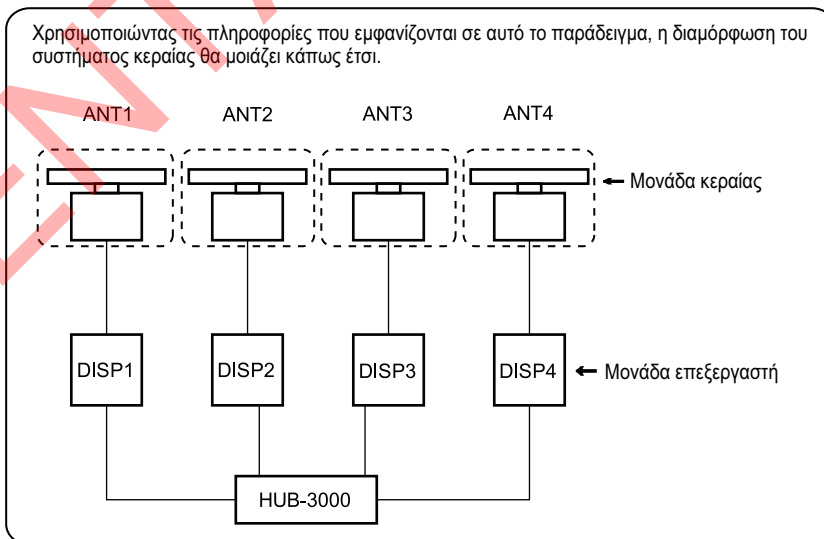 Χρησιμοποιώντας τις πληροφορίες που εμφανίζονται σε αυτό το παράδειγμα, η διαμόρφωση του
συστήματος κεραίας θα μοιάζει κάπως έτσι.
ANT1 ANT2 ANT3 ANT4
Μονάδα κεραίας
DISP1 DISP2 DISP3 DISP4
Μονάδα επεξεργαστή
HUB-3000